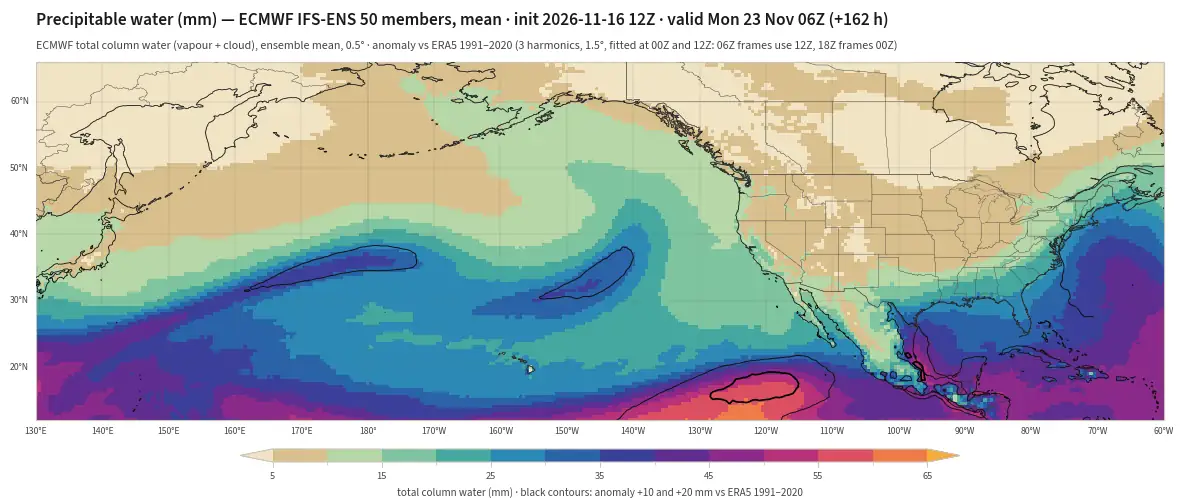 Precipitable water (mm) — ECMWF IFS-ENS 50 members, mean · init 2026-11-16 12Z · valid Mon 23 Nov 06Z (+162 h)
ECMWF total column water (vapour + cloud), ensemble mean, 0.5° · anomaly vs ERA5 1991–2020 (3 harmonics, 1.5°, fitted at 00Z and 12Z: 06Z frames use 12Z, 18Z frames 00Z)
60°N
50°N
40°N
30°N
20°N
130°E 140°E 150°E 160°E 170°E 180° 170°W 160°W 150°W 140°W 130°W 120°W 110°W 100°W 90°W 80°W 70°W 60°W
5 15 25 35 45 55 65
total column water (mm) · black contours: anomaly +10 and +20 mm vs ERA5 1991–2020